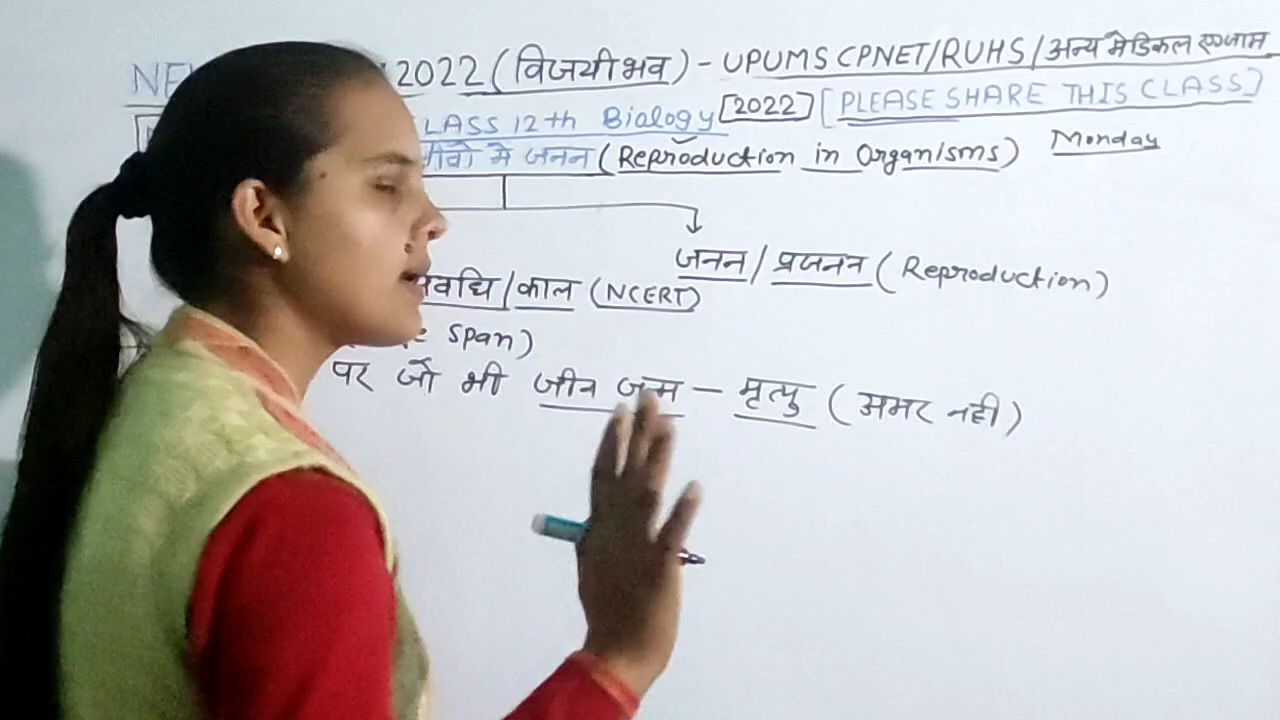 2022 (विजयी भव) - UPUMS CPNET/RUHS/अन्य मेडिकल एग्जाम
LASS 12th Biology [2022] [PLEASE SHARE THIS CLASS]
जीवों मे जनन (Reproduction in Organisms) Monday
जनन/प्रजनन (Reproduction)
वधि/काल (NCERT)
span)
पर जो भी जीव जन्म - मृत्यु (अमर नही)